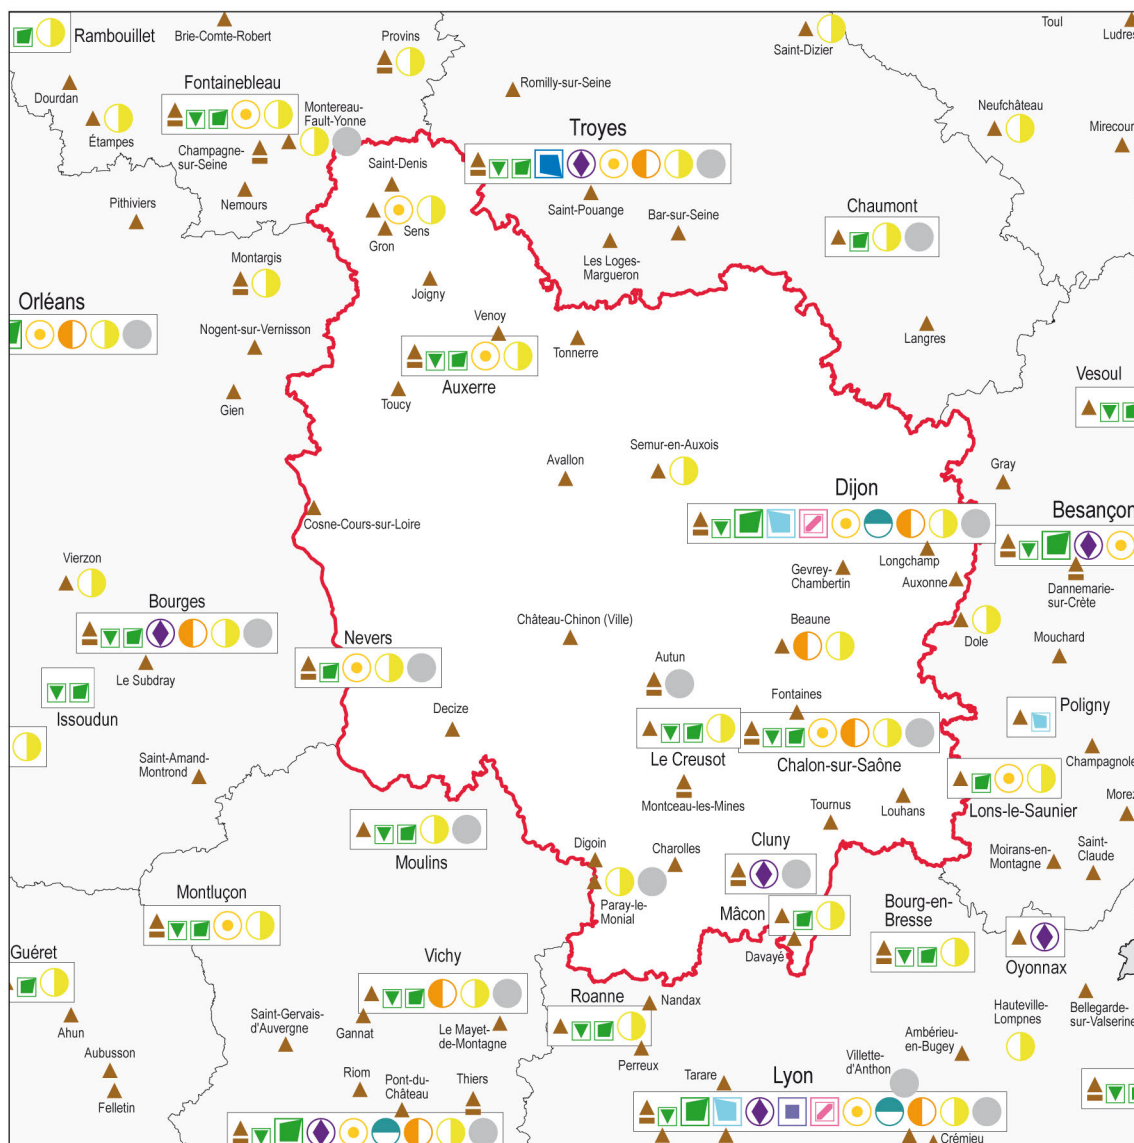 Rambouillet
Brie-Comte-Robert
Provins
Saint-Dizier
Toul
Ludres
Dourdan
Fontainebleau
Romilly-sur-Seine
Étampes
Montereau-
Fault-Yonne
Neufchâteau
Mirecour
Champagne-
sur-Seine
Troyes
Saint-Denis
Pithiviers
Nemours
Saint-Pouange
Bar-sur-Seine
Chaumont
Sens
Gron
Les Loges-
Margueron
Montargis
Joigny
Orléans
Nogent-sur-Vernisson
Venoy
Tonnerre
Langres
Vesoul
Auxerre
Gien
Toucy
Avallon
Semur-en-Auxois
Gray
Dijon
Cosne-Cours-sur-Loire
Besançon
Vierzon
Gevrey-
Chambertin
Longchamp
Auxonne
Dannemarie-
sur-Crète
Bourges
Château-Chinon (Ville)
Beaune
Dole
Mouchard
Nevers
Le Subdray
Autun
Issoudun
Decize
Fontaines
Poligny
Saint-Amand-
Montrond
Le Creusot
Chalon-sur-Saône
Champagnole
Montceau-les-Mines
Tournus
Louhans
Lons-le-Saunier
Morez
Moulins
Digoin
Charolles
Cluny
Moirans-en-
Montagne
Saint-
Claude
Montluçon
Paray-le-
Monial
Mâcon
Bourg-en-
Bresse
Davayé
Guéret
Vichy
Oyonnax
Roanne
Nandax
Saint-Gervais-
d'Auvergne
Gannat
Le Mayet-
de-Montagne
Hauteville-
Lompnes
Bellegarde-
sur-Valserine
Ahun
Ambérieu-
en-Bugey
Aubusson
Perreux
Villette-
d'Anthon
Riom
Pont-du-
Château
Thiers
Tarare
Lyon
Felletin
Crémieu